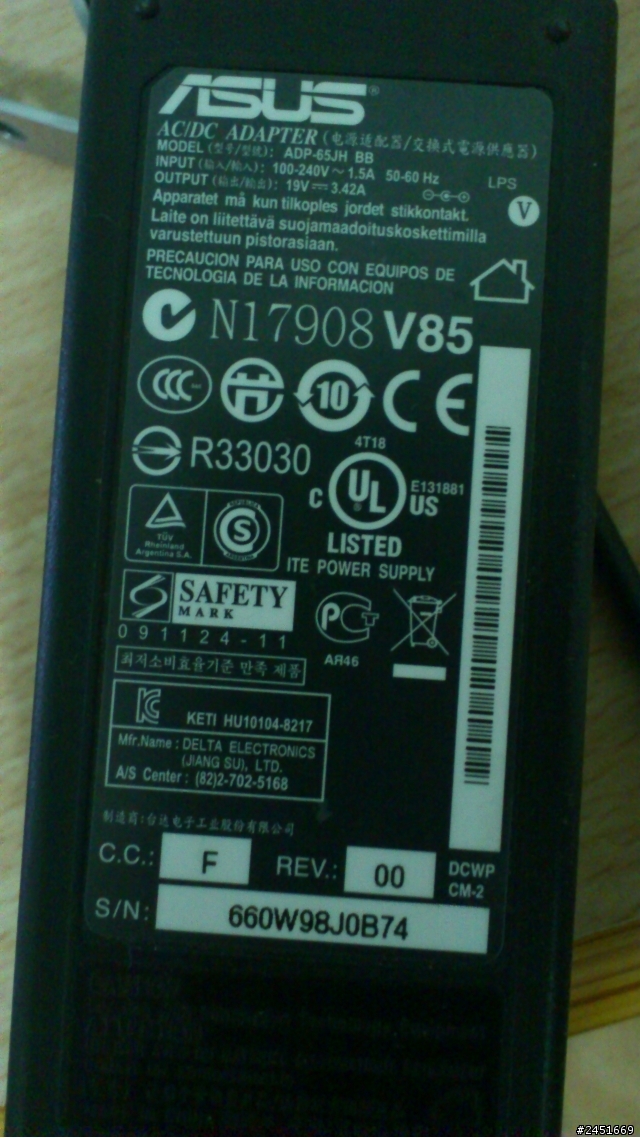 ASUS®
AC/DC ADAPTER (电源适配器/交換式電源供應器)
MODEL (型号/型號): ADP-65JH BB
INPUT (输入/輸入): 100-240V~1.5A 50-60 Hz
OUTPUT (输出/輸出): 19V⎓3.42A
LPS
V
Apparatet må kun tilkoples jordet stikkontakt.
Laite on liitettävä suojamaadoituskoskettimilla
varustettuun pistorasiaan.
PRECAUCION PARA USO CON EQUIPOS DE
TECNOLOGIA DE LA INFORMACION
N17908 V85
CCC 10 CE
R33030
4T18
C UL US
E131881
LISTED
ITE POWER SUPPLY
TÜV
Rheinland
Argentina S.A.
S
SAFETY
MARK
091124-11
PCT
AR46
최저소비효율기준 만족 제품
KETI HU10104-8217
Mfr.Name : DELTA ELECTRONICS
(JIANG SU), LTD.
A/S Center : (82)2-702-5168
制造商:台达电子工业股份有限公司
C.C.: F REV.: 00 DCWP
CM-2
S/N: 660W98J0B74
#2451669